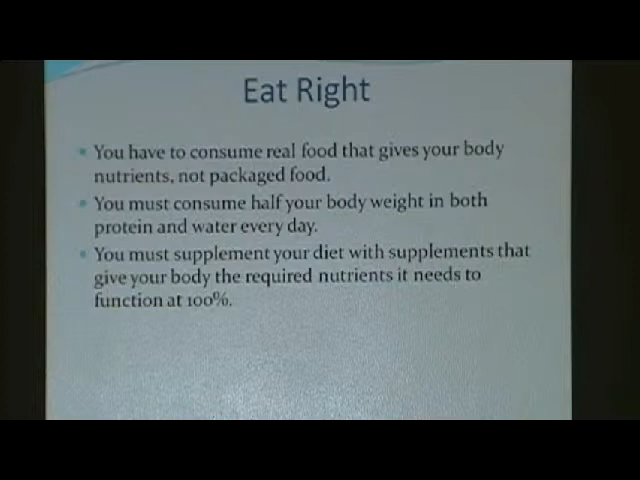 Eat Right
You have to consume real food that gives your body
nutrients, not packaged food.
You must consume half your body weight in both
protein and water every day.
You must supplement your diet with supplements that
give your body the required nutrients it needs to
function at 100%.